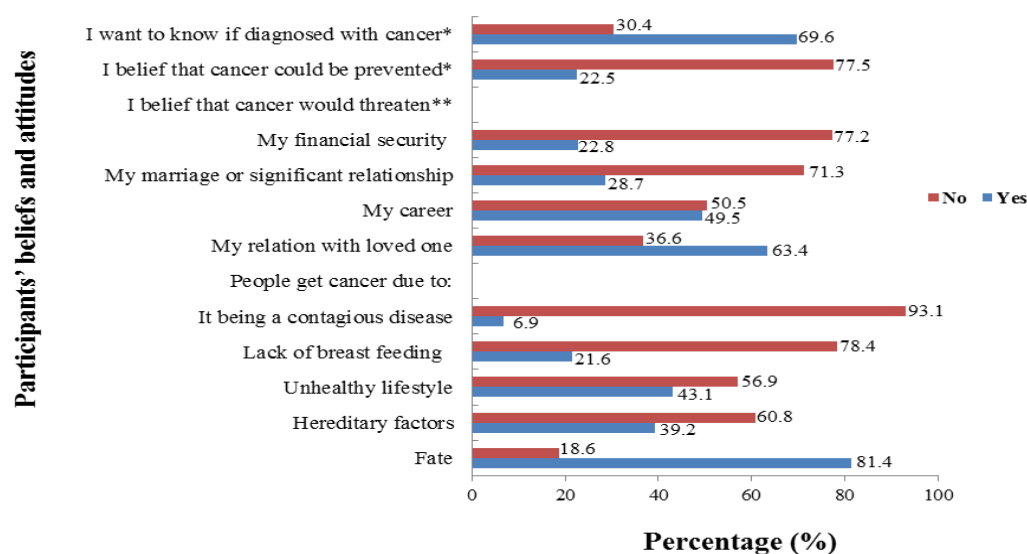 Participants' beliefs and attitudes
I want to know if diagnosed with cancer* 30.4
69.6
I belief that cancer could be prevented* 77.5
22.5
I belief that cancer would threaten**
My financial security 77.2
22.8
My marriage or significant relationship 71.3
28.7
My career 50.5
49.5
My relation with loved one 36.6
63.4
People get cancer due to:
It being a contagious disease 93.1
6.9
Lack of breast feeding 78.4
21.6
Unhealthy lifestyle 56.9
43.1
Hereditary factors 60.8
39.2
Fate 18.6
81.4
No Yes
0 20 40 60 80 100
Percentage (%)